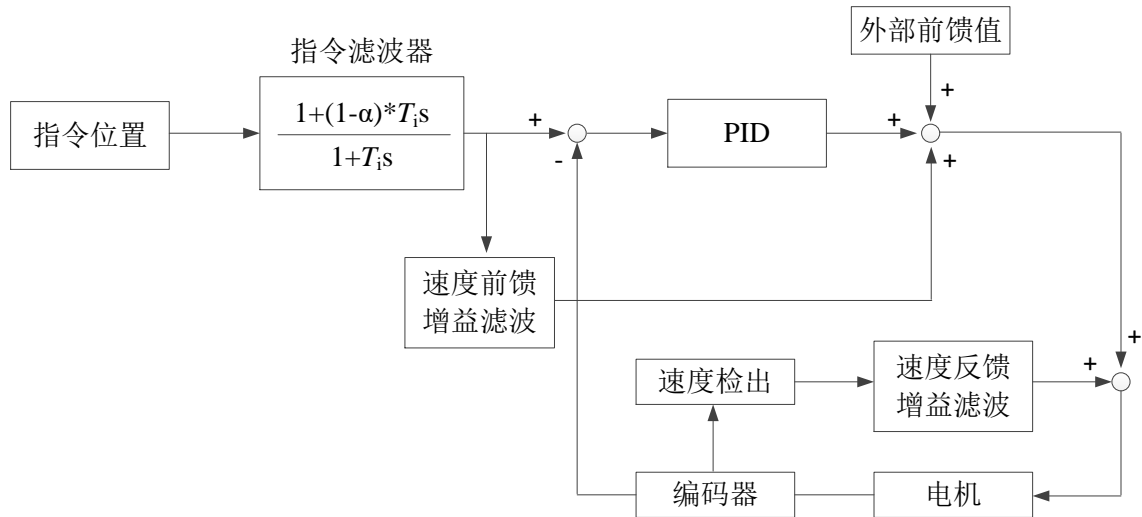 外部前馈值
指令滤波器
指令位置
1+(1-α)*Tis
1+Tis
+
-
PID
+
+
+
速度前馈
增益滤波
速度检出
速度反馈
增益滤波
+
+
编码器
电机